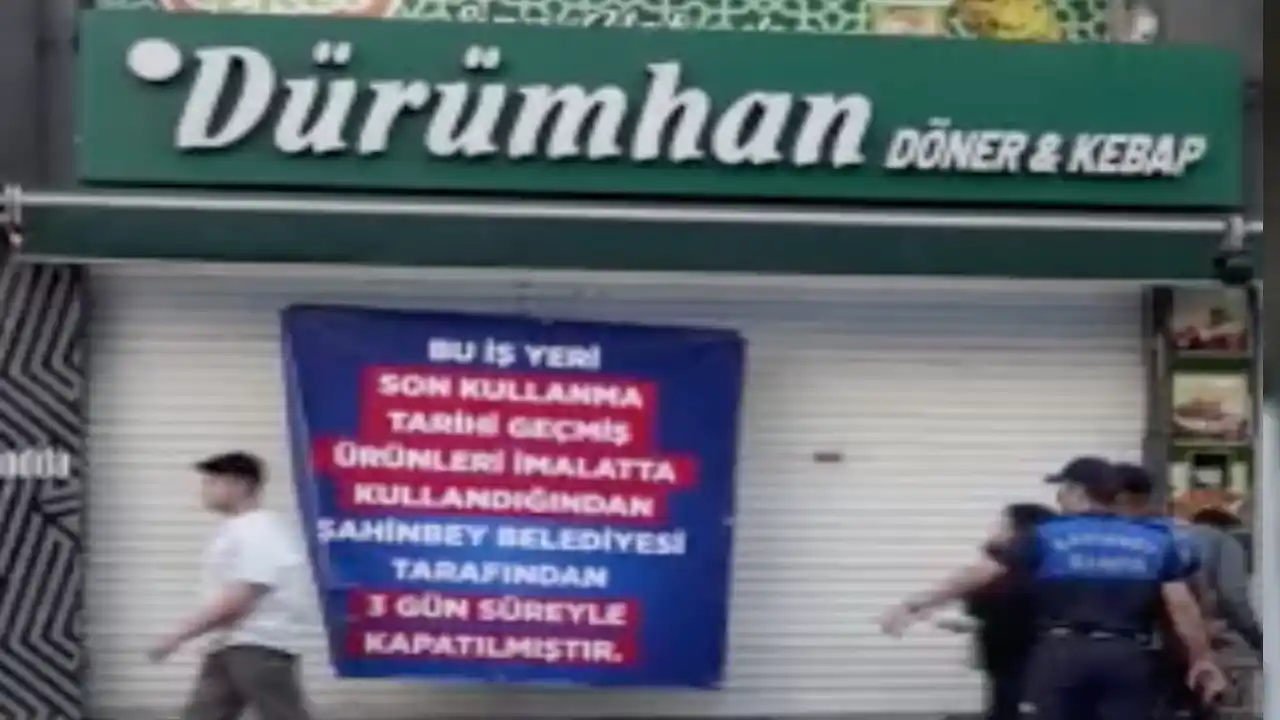 Dürümhan DÖNER & KEBAP
BU İŞ YERİ
SON KULLANMA
TARİHİ GEÇMİŞ
ÜRÜNLERİ İMALATTA
KULLANDIĞINDAN
ŞAHİNBEY BELEDİYESİ
TARAFINDAN
3 GÜN SÜREYLE
KAPATILMIŞTIR.